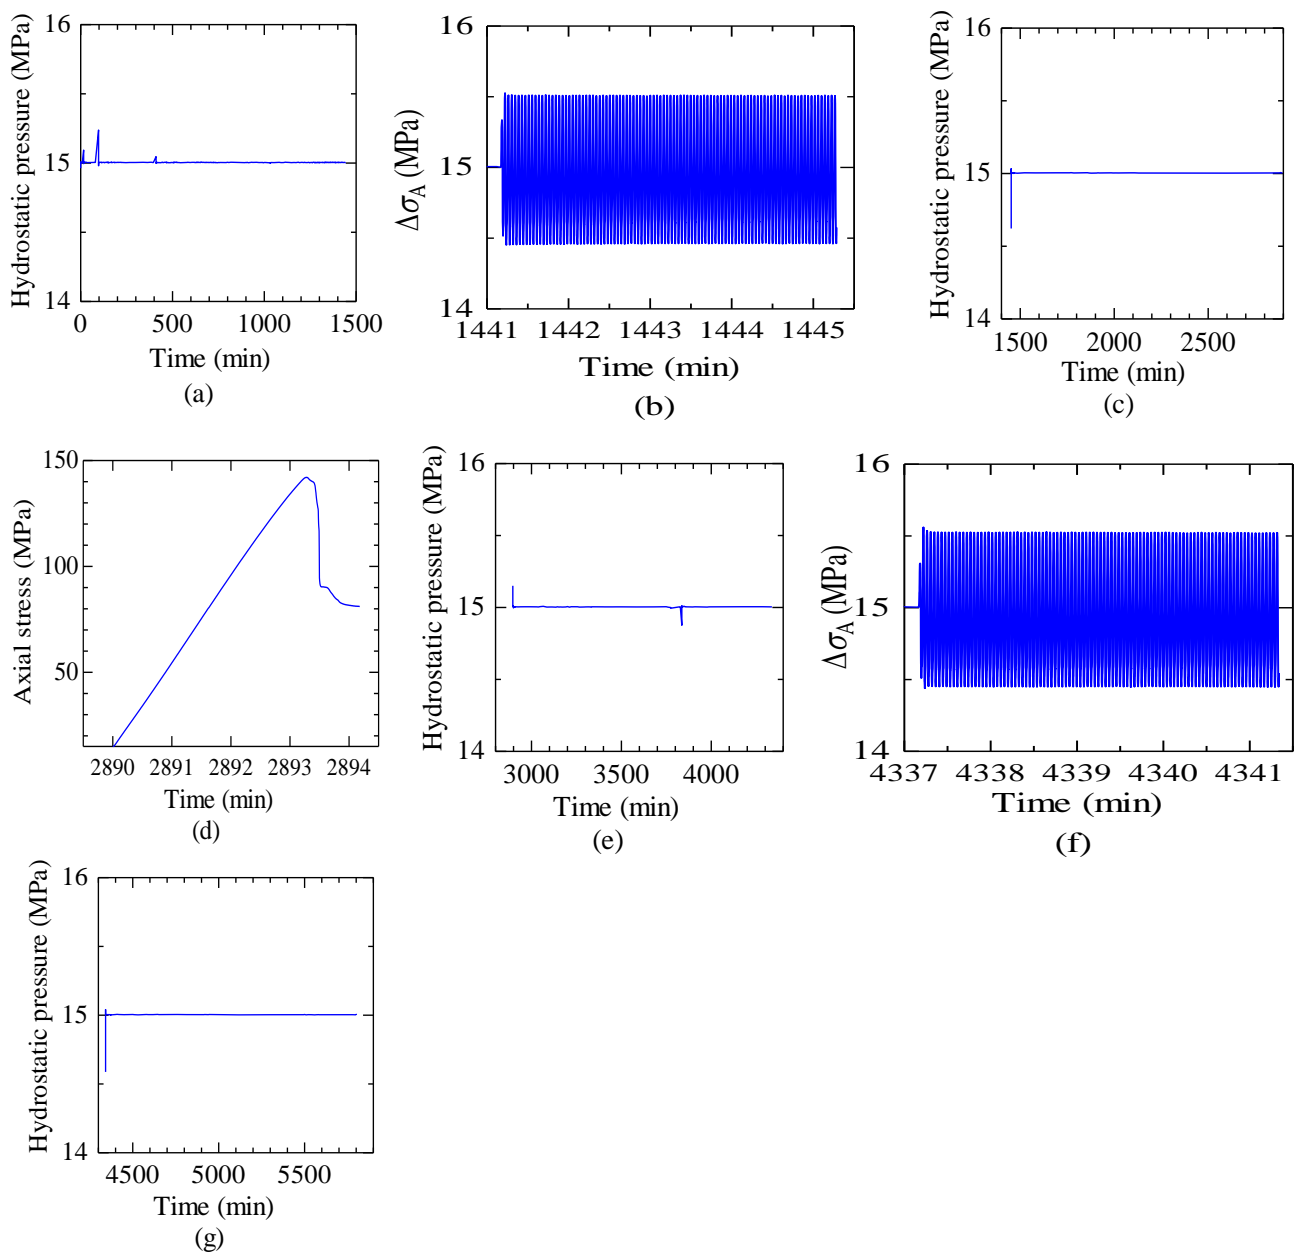 Hydrostatic pressure (MPa)
16
15
14
0 500 1000 1500
Time (min)
(a)
Δσ_A (MPa)
16
15
14
1441 1442 1443 1444 1445
Time (min)
(b)
Hydrostatic pressure (MPa)
16
15
14
1500 2000 2500
Time (min)
(c)
Axial stress (MPa)
150
100
50
2890 2891 2892 2893 2894
Time (min)
(d)
Hydrostatic pressure (MPa)
16
15
14
3000 3500 4000
Time (min)
(e)
Δσ_A (MPa)
16
15
14
4337 4338 4339 4340 4341
Time (min)
(f)
Hydrostatic pressure (MPa)
16
15
14
4500 5000 5500
Time (min)
(g)